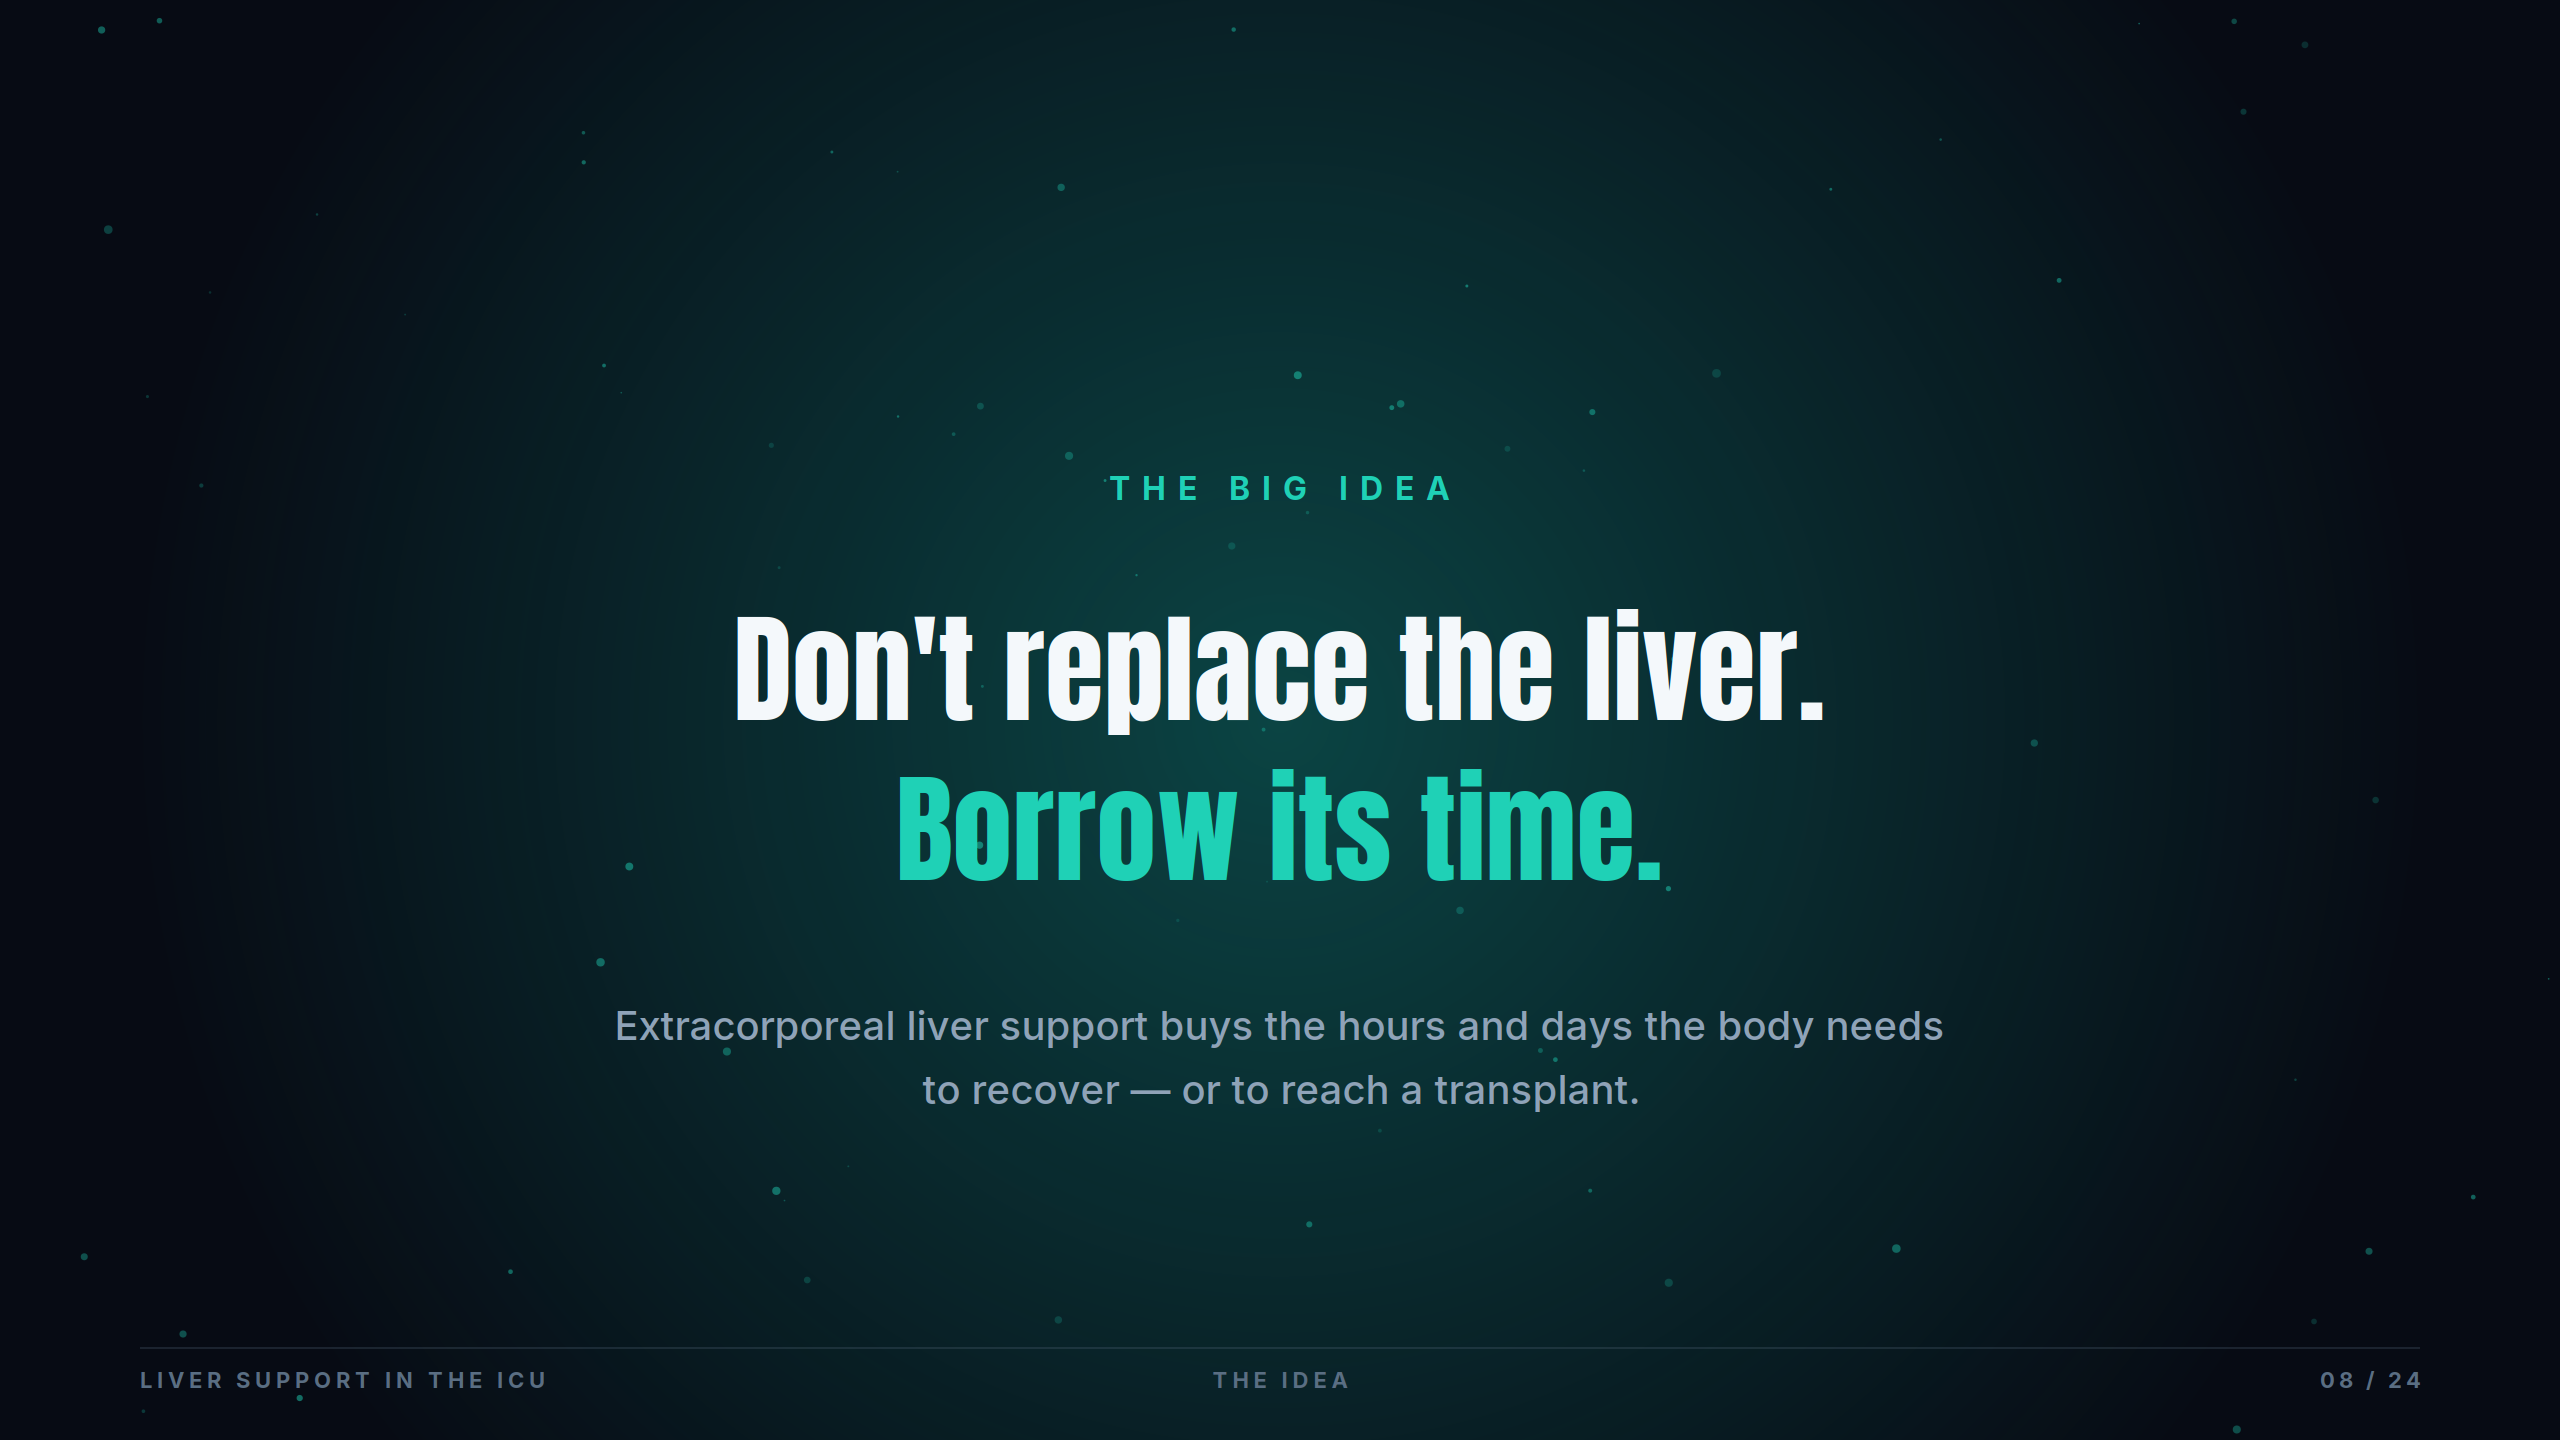 THE BIG IDEA
Don't replace the liver.
Borrow its time.
Extracorporeal liver support buys the hours and days the body needs
to recover — or to reach a transplant.
LIVER SUPPORT IN THE ICU
THE IDEA
08 / 24